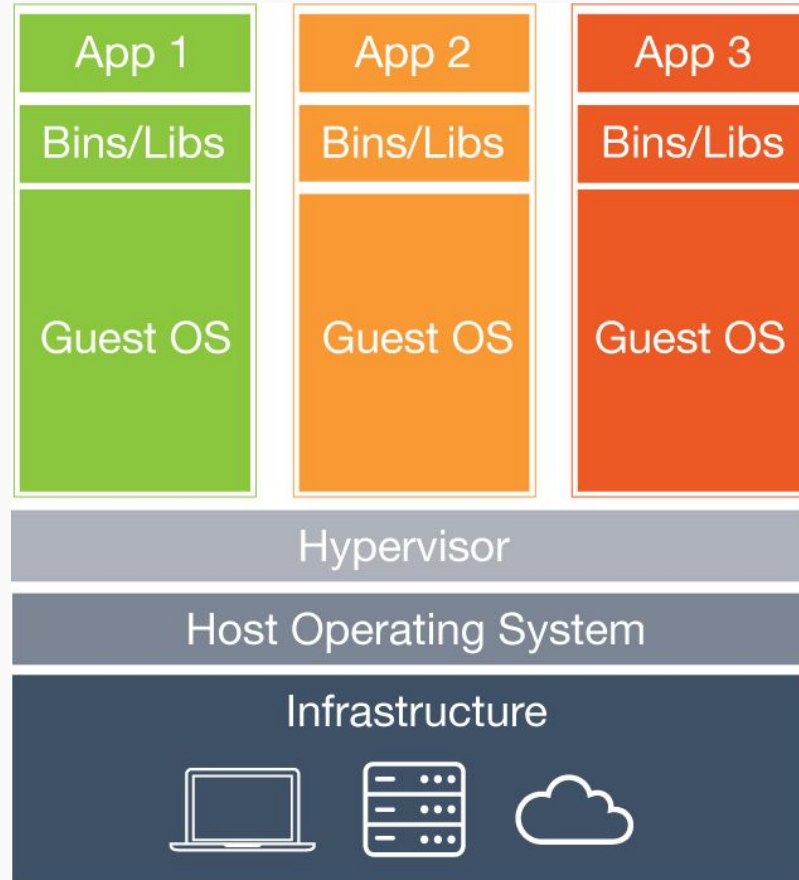 App 1
App 2
App 3
Bins/Libs
Bins/Libs
Bins/Libs
Guest OS
Guest OS
Guest OS
Hypervisor
Host Operating System
Infrastructure